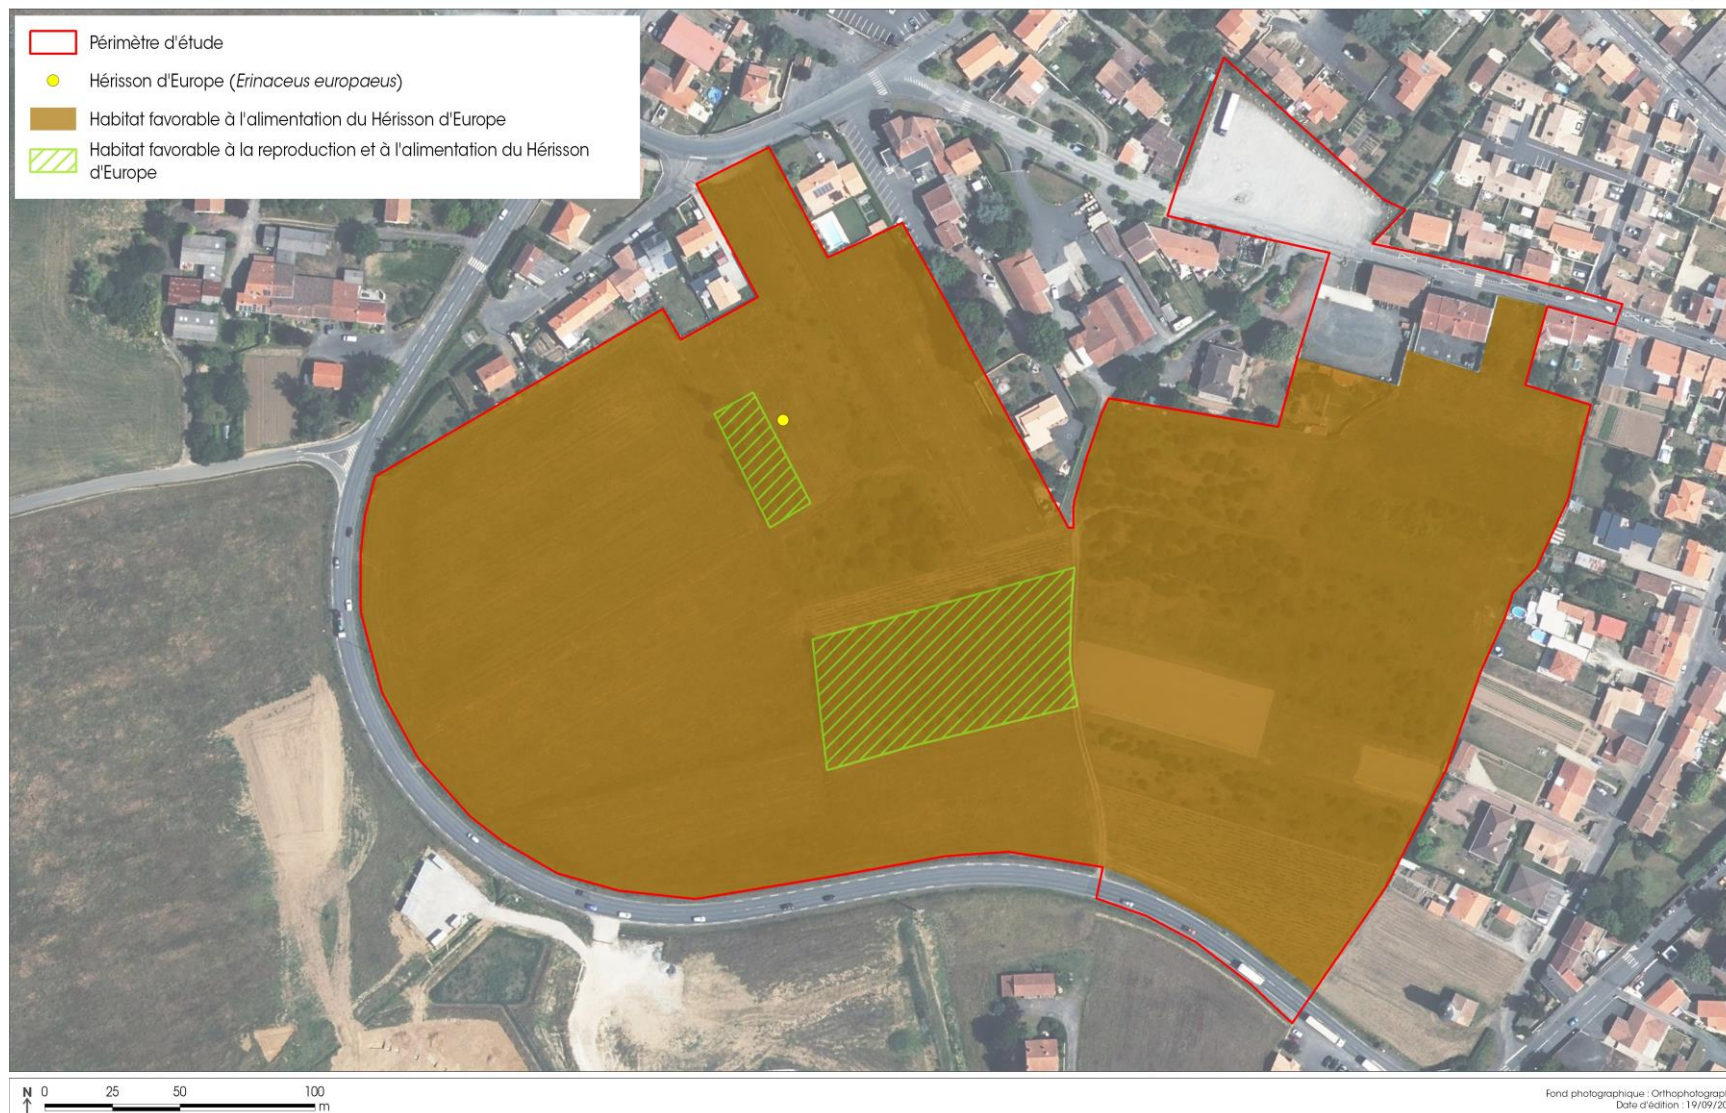 Périmètre d'étude
Hérisson d'Europe (Erinaceus europaeus)
Habitat favorable à l'alimentation du Hérisson d'Europe
Habitat favorable à la reproduction et à l'alimentation du Hérisson
d'Europe
N 0 25 50 100
m
Fond photographique : Orthophotograp
Date d'édition : 19/09/20